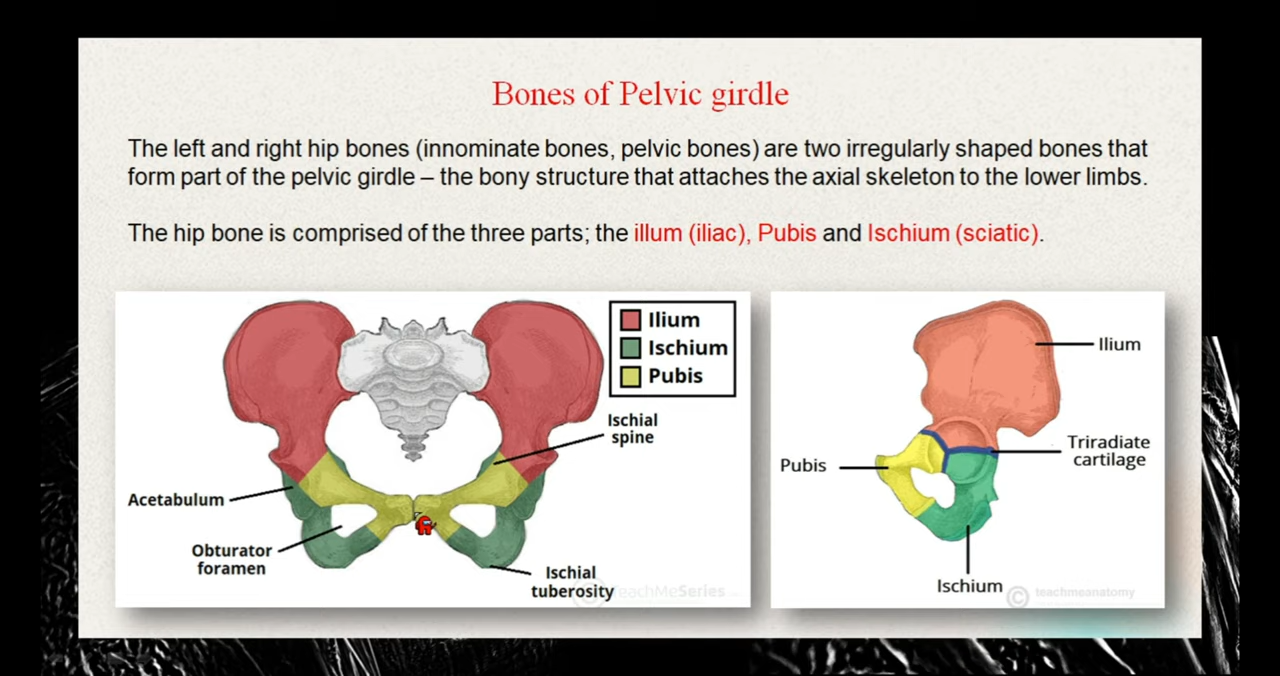 Bones of Pelvic girdle
The left and right hip bones (innominate bones, pelvic bones) are two irregularly shaped bones that
form part of the pelvic girdle – the bony structure that attaches the axial skeleton to the lower limbs.
The hip bone is comprised of the three parts; the illum (iliac), Pubis and Ischium (sciatic).
Ilium
Ischium
Pubis
Ischial
spine
Acetabulum
Obturator
foramen
Ischial
tuberosity
© TeachMeSeries
Ilium
Triradiate
cartilage
Pubis
Ischium
© teachmeanatomy